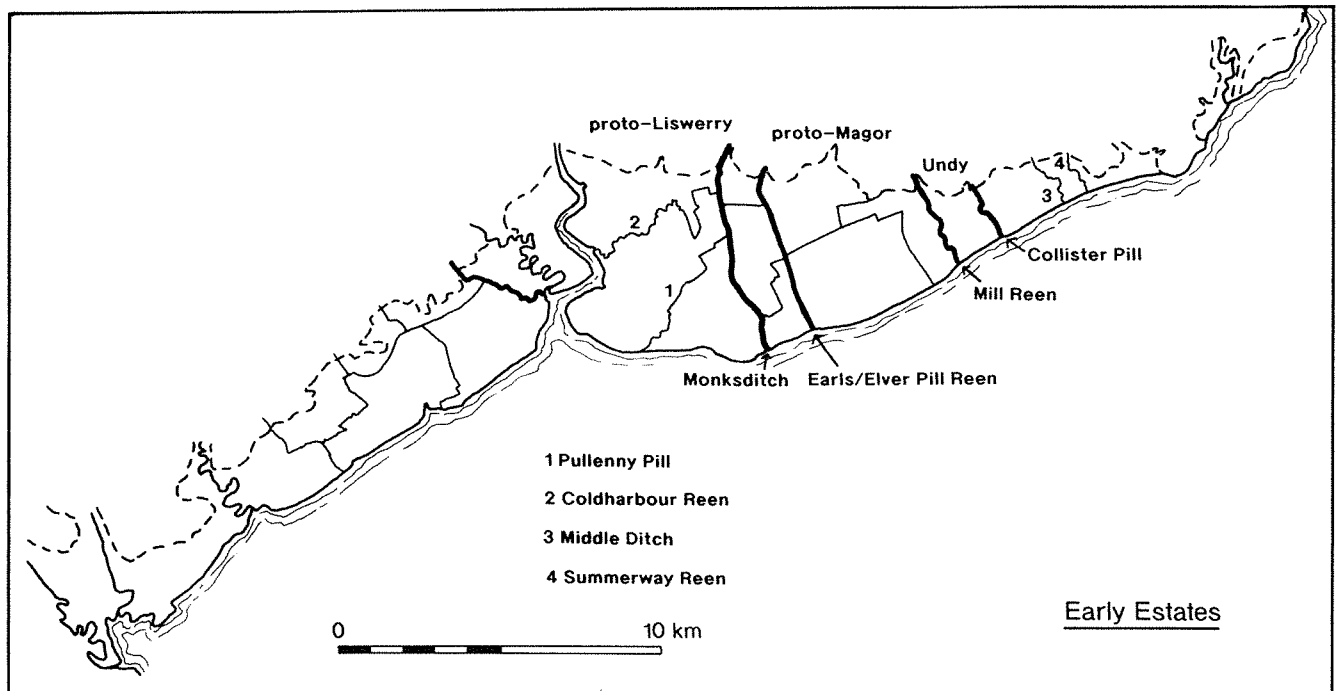 proto-Liswerry
proto-Magor
Undy
4
3
2
1
Collister Pill
Mill Reen
Monksditch
Earls/Elver Pill Reen
1 Pullenny Pill
2 Coldharbour Reen
3 Middle Ditch
4 Summerway Reen
Early Estates
0
10 km